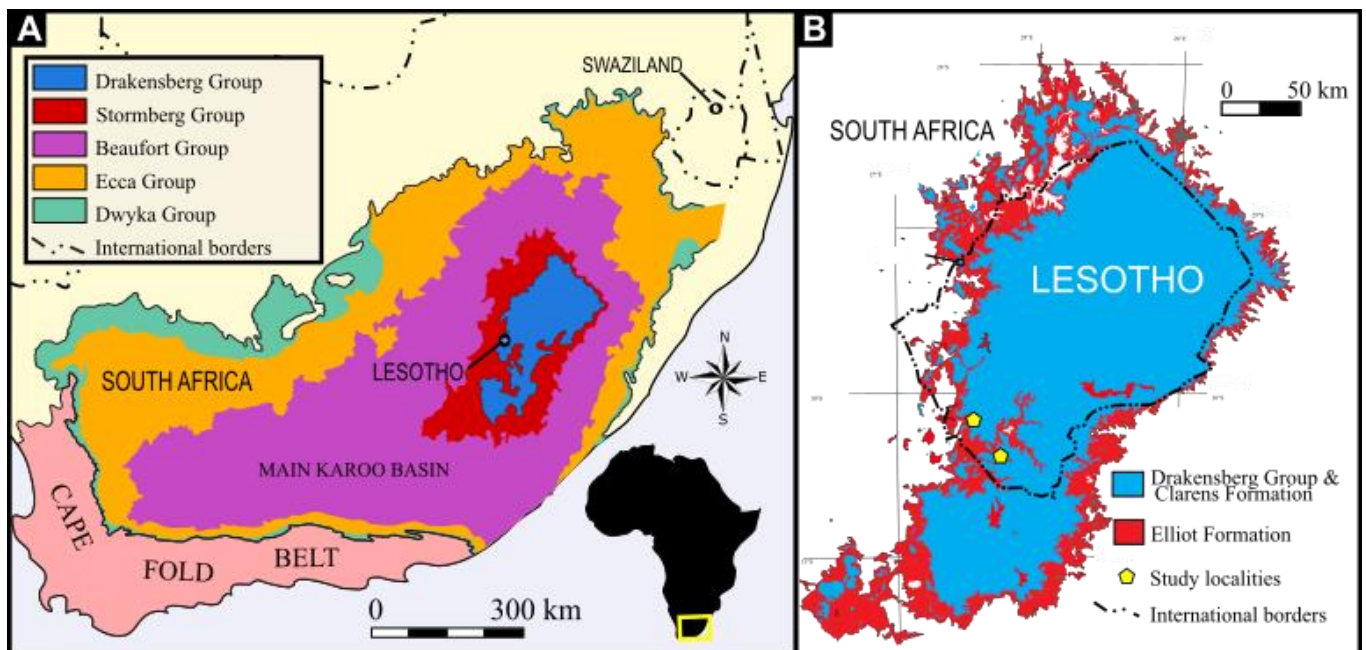 A
Drakensberg Group
Stormberg Group
Beaufort Group
Ecca Group
Dwyka Group
International borders
SWAZILAND
LESOTHO
SOUTH AFRICA
MAIN KAROO BASIN
CAPE
FOLD
BELT
N
W
E
S
0
300 km
B
0
50 km
SOUTH AFRICA
LESOTHO
Drakensberg Group &
Clarens Formation
Elliot Formation
Study localities
International borders